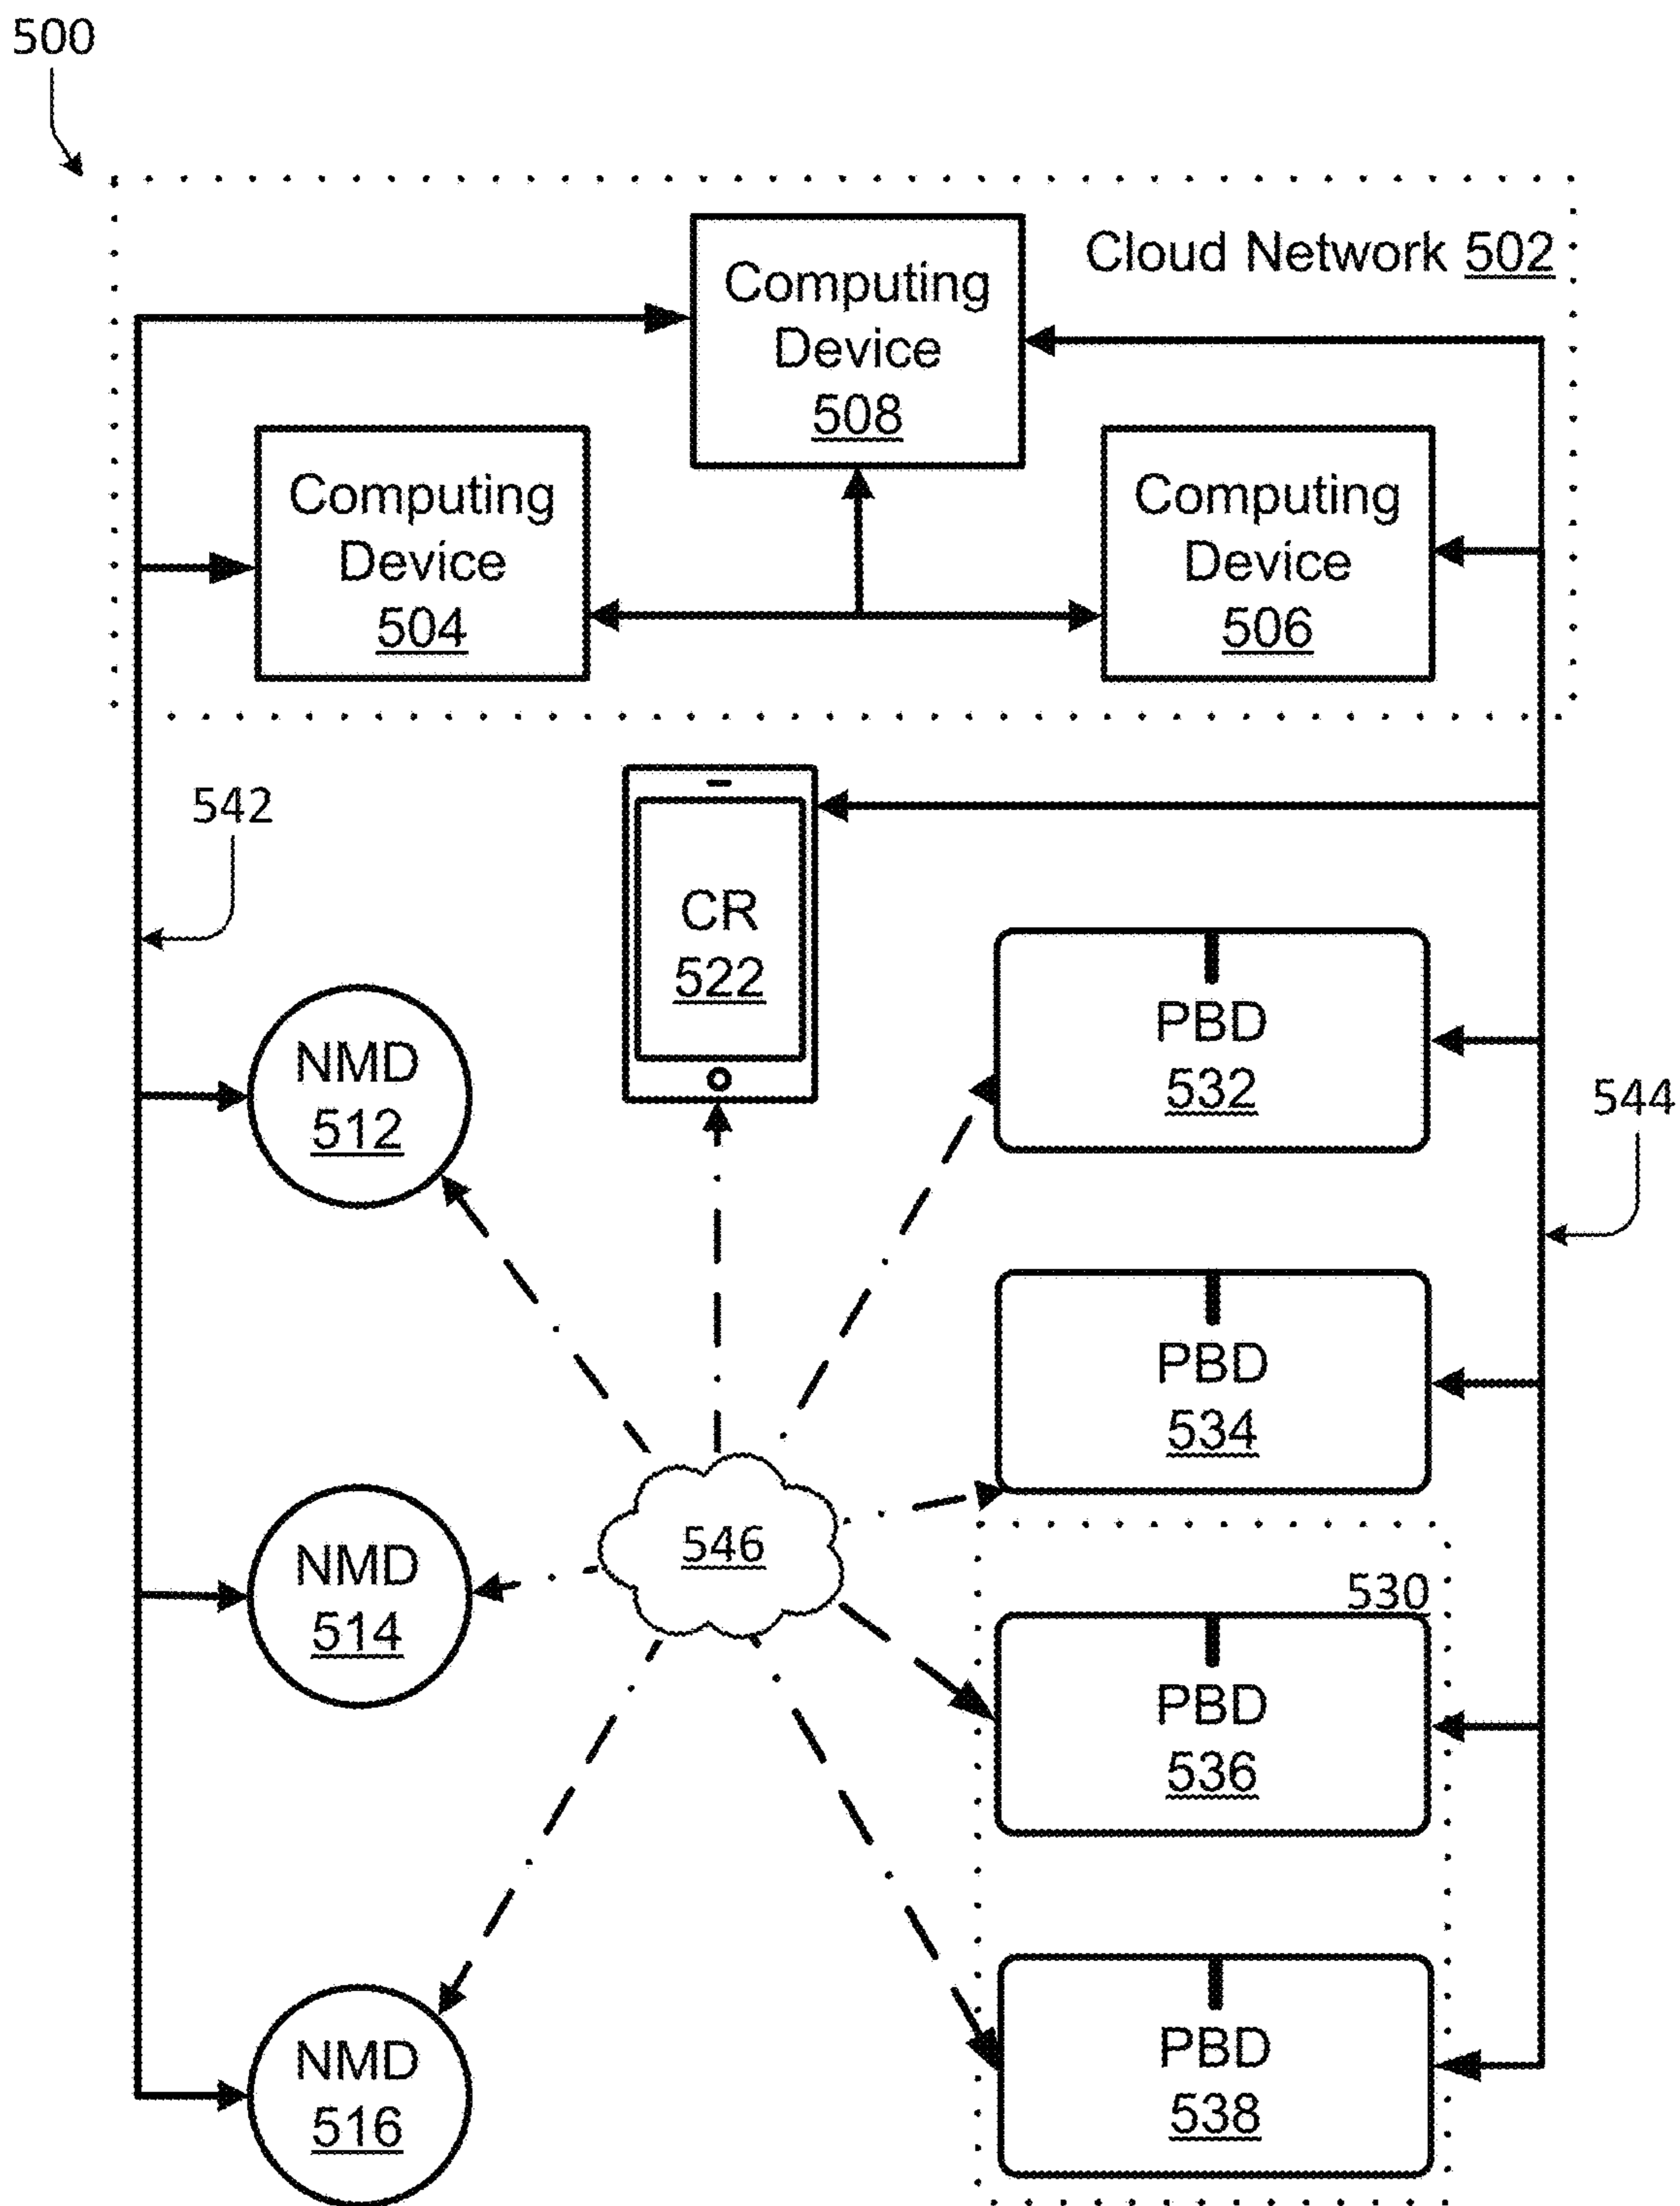 500
Cloud Network 502
Computing
Device
508
Computing
Device
504
Computing
Device
506
542
CR
522
NMD
512
PBD
532
544
PBD
534
546
NMD
514
530
PBD
536
NMD
516
PBD
538